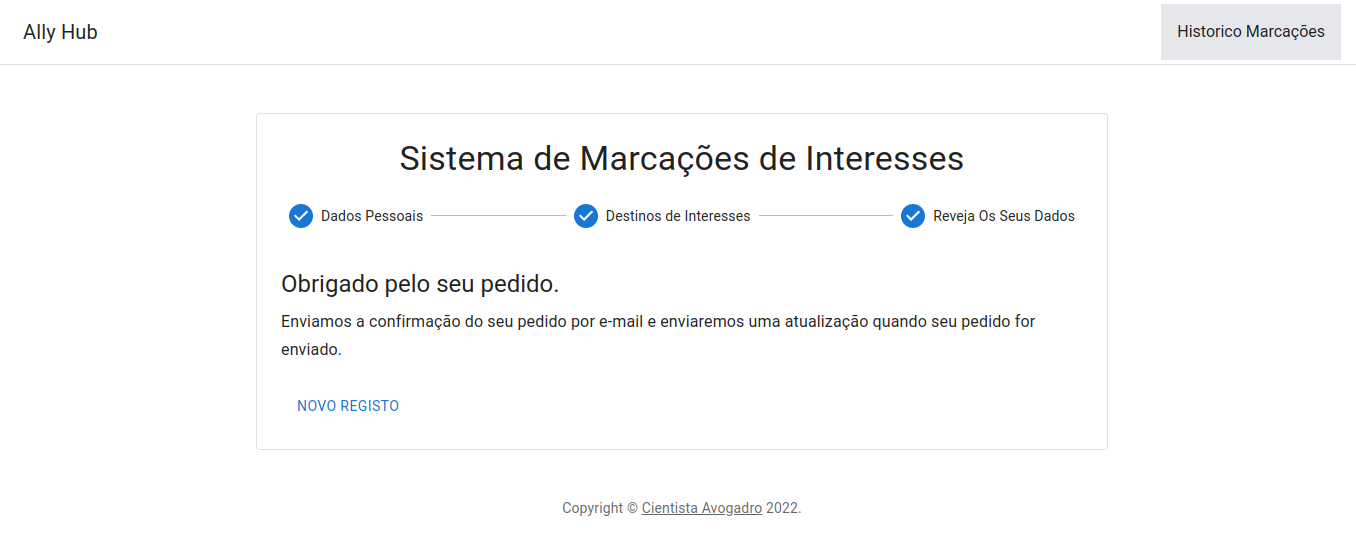 Ally Hub
Historico Marcações
Sistema de Marcações de Interesses
Dados Pessoais
Destinos de Interesses
Reveja Os Seus Dados
Obrigado pelo seu pedido.
Enviamos a confirmação do seu pedido por e-mail e enviaremos uma atualização quando seu pedido for
enviado.
NOVO REGISTO
Copyright © Cientista Avogadro 2022.